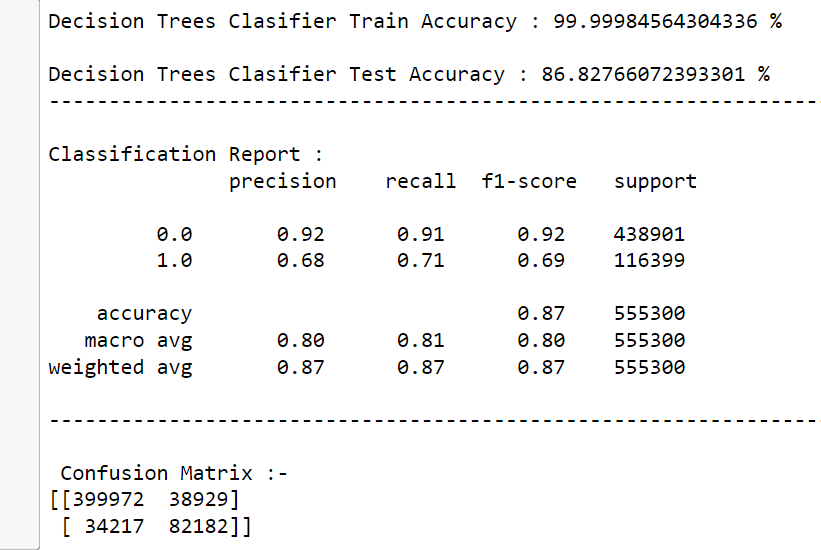 Decision Trees Clasifier Train Accuracy : 99.99984564304336 %
Decision Trees Clasifier Test Accuracy : 86.82766072393301 %
-----------------------------------------------------------------
Classification Report :
precision recall f1-score support
0.0 0.92 0.91 0.92 438901
1.0 0.68 0.71 0.69 116399
accuracy 0.87 555300
macro avg 0.80 0.81 0.80 555300
weighted avg 0.87 0.87 0.87 555300
-----------------------------------------------------------------
Confusion Matrix :-
[[399972 38929]
[ 34217 82182]]